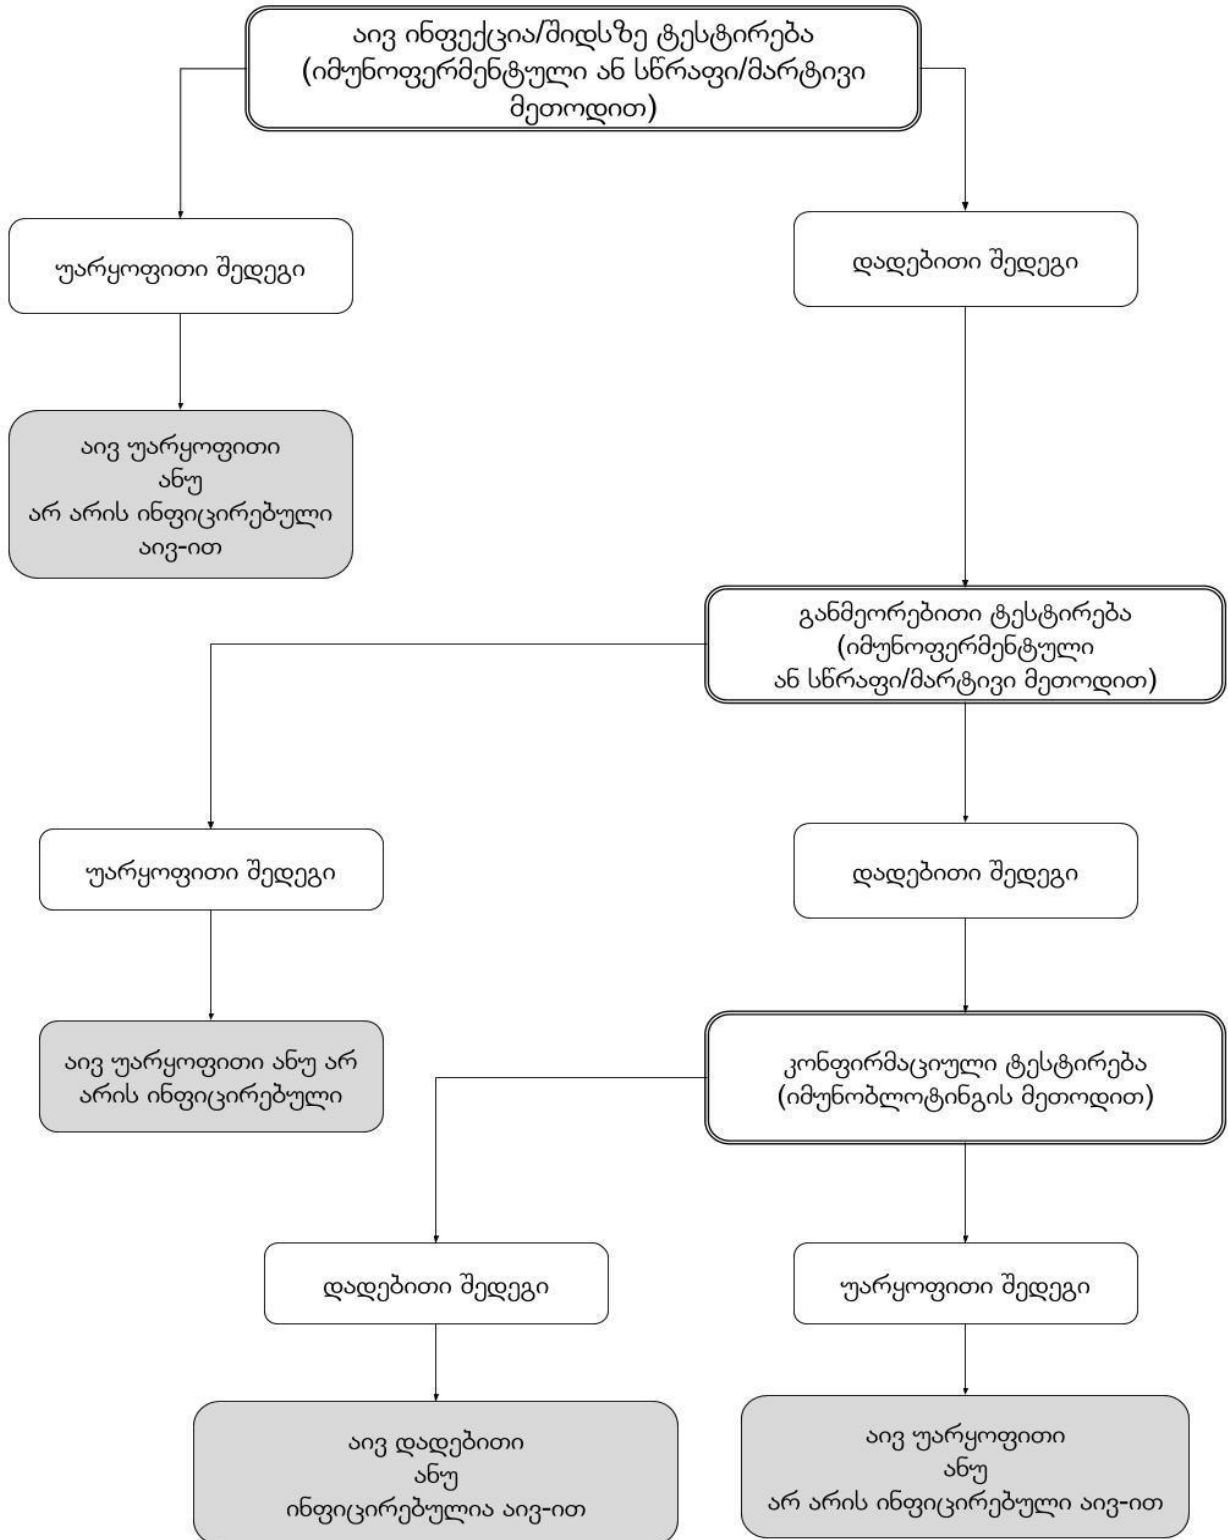 აივ ინფექცია/შიდსზე ტესტირება
(იმუნოფერმენტული ან სწრაფი/მარტივი
მეთოდით)
უარყოფითი შედეგი
დადებითი შედეგი
აივ უარყოფითი
ანუ
არ არის ინფიცირებული
აივ-ით
განმეორებითი ტესტირება
(იმუნოფერმენტული
ან სწრაფი/მარტივი მეთოდით)
უარყოფითი შედეგი
დადებითი შედეგი
აივ უარყოფითი ანუ არ
არის ინფიცირებული
კონფირმაციული ტესტირება
(იმუნობლოტინგის მეთოდით)
დადებითი შედეგი
უარყოფითი შედეგი
აივ დადებითი
ანუ
ინფიცირებულია აივ-ით
აივ უარყოფითი
ანუ
არ არის ინფიცირებული აივ-ით